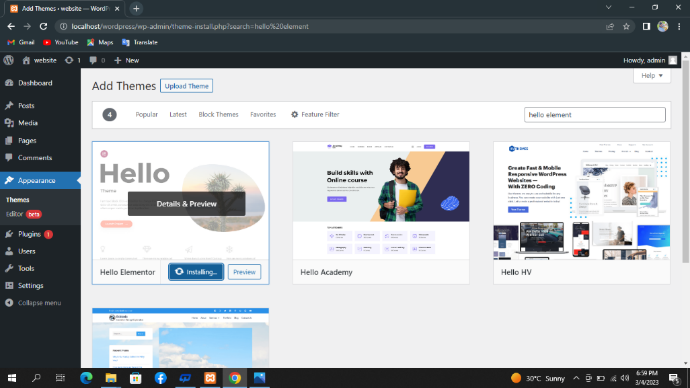 Add Themes ‹ website — WordPr
localhost/wordpress/wp-admin/theme-install.php?search=hello%20element
Gmail YouTube Maps Translate
website 1 0 New Howdy, admin
Help
Dashboard
Posts
Media
Pages
Comments
Appearance
Themes
Editor beta
Plugins 1
Users
Tools
Settings
Collapse menu
Add Themes Upload Theme
4 Popular Latest Block Themes Favorites Feature Filter hello element
Hello
Theme
Details & Preview
Hello Elementor Installing... Preview
Build skills with
Online course
Hello Academy
Create Fast & Mobile
Responsive WordPress
Websites —
With ZERO Coding
Hello HV
30°C Sunny 6:59 PM
3/4/2023